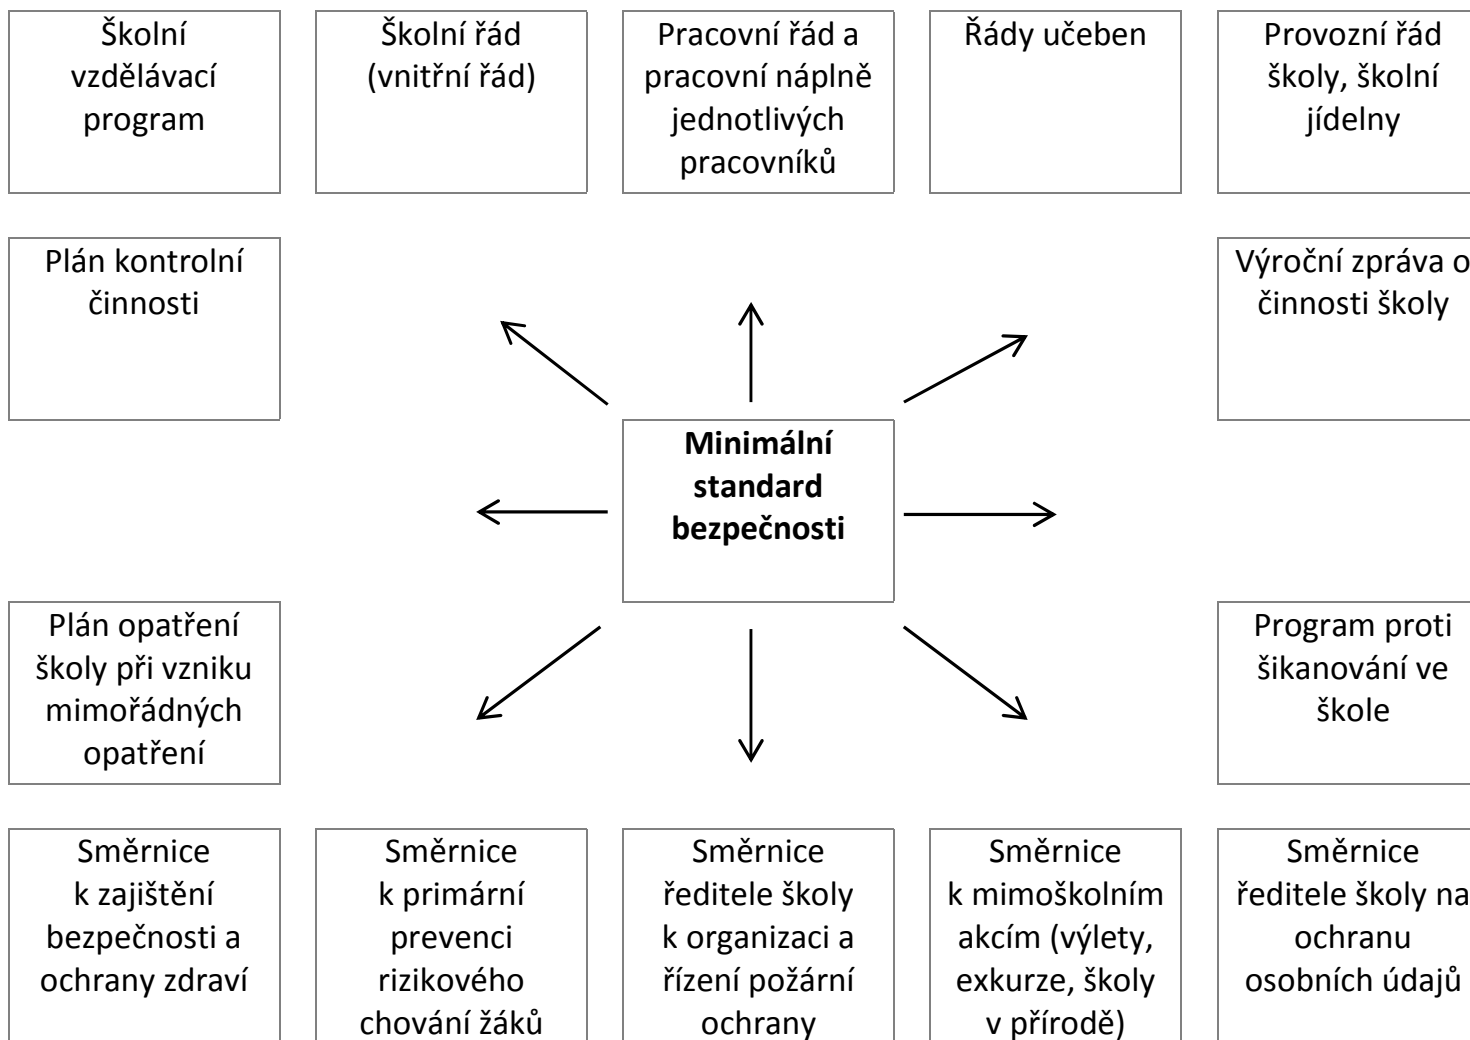 Školní
vzdělávací
program
Školní řád
(vnitřní řád)
Pracovní řád a
pracovní náplně
jednotlivých
pracovníků
Řády učeben
Provozní řád
školy, školní
jídelny
Plán kontrolní
činnosti
Výroční zpráva o
činnosti školy
Minimální
standard
bezpečnosti
Plán opatření
školy při vzniku
mimořádných
opatření
Program proti
šikanování ve
škole
Směrnice
k zajištění
bezpečnosti a
ochrany zdraví
Směrnice
k primární
prevenci
rizikového
chování žáků
Směrnice
ředitele školy
k organizaci a
řízení požární
ochrany
Směrnice
k mimoškolním
akcím (výlety,
exkurze, školy
v přírodě)
Směrnice
ředitele školy na
ochranu
osobních údajů